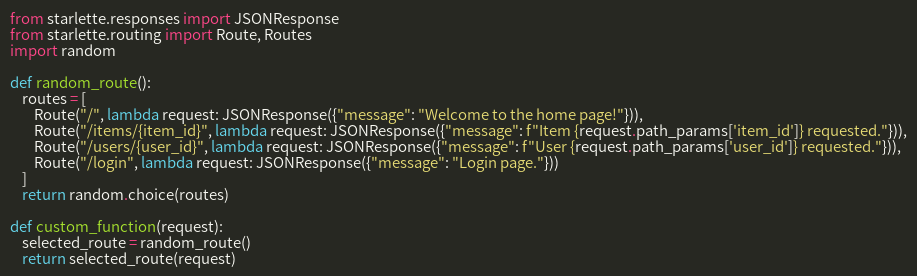 from starlette.responses import JSONResponse
from starlette.routing import Route, Routes
import random

def random_route():
    routes = [
        Route("/", lambda request: JSONResponse({"message": "Welcome to the home page!"})),
        Route("/items/{item_id}", lambda request: JSONResponse({"message": f"Item {request.path_params['item_id']} requested."})),
        Route("/users/{user_id}", lambda request: JSONResponse({"message": f"User {request.path_params['user_id']} requested."})),
        Route("/login", lambda request: JSONResponse({"message": "Login page."}))
    ]
    return random.choice(routes)

def custom_function(request):
    selected_route = random_route()
    return selected_route(request)